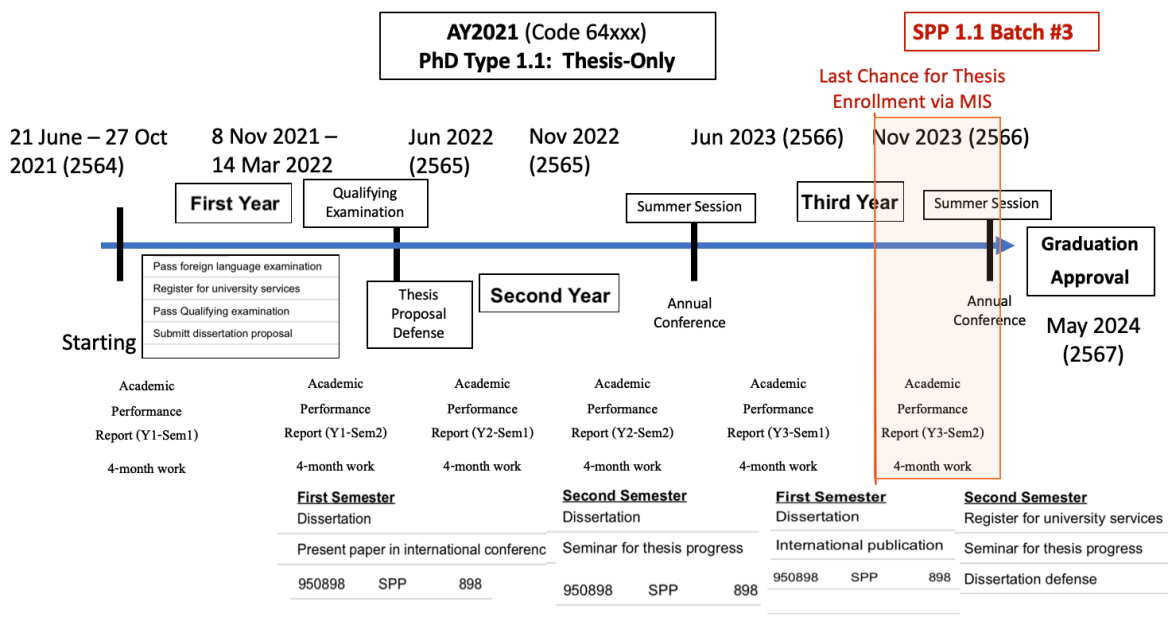 AY2021 (Code 64xxx)
PhD Type 1.1: Thesis-Only
SPP 1.1 Batch #3
Last Chance for Thesis
Enrollment via MIS
21 June – 27 Oct
2021 (2564)
8 Nov 2021 –
14 Mar 2022
Jun 2022
(2565)
Nov 2022
(2565)
Jun 2023 (2566)
Nov 2023 (2566)
First Year
Qualifying
Examination
Summer Session
Third Year
Summer Session
Graduation
Approval
May 2024
(2567)
Starting
Pass foreign language examination
Register for university services
Pass Qualifying examination
Submitt dissertation proposal
Thesis
Proposal
Defense
Second Year
Annual
Conference
Annual
Conference
Academic
Performance
Report (Y1-Sem1)
4-month work
Academic
Performance
Report (Y1-Sem2)
4-month work
Academic
Performance
Report (Y2-Sem1)
4-month work
Academic
Performance
Report (Y2-Sem2)
4-month work
Academic
Performance
Report (Y3-Sem1)
4-month work
Academic
Performance
Report (Y3-Sem2)
4-month work
First Semester
Dissertation
Present paper in international conferenc
950898 SPP 898
Second Semester
Dissertation
Seminar for thesis progress
950898 SPP 898
First Semester
Dissertation
International publication
950898 SPP 898
Second Semester
Register for university services
Seminar for thesis progress
Dissertation defense